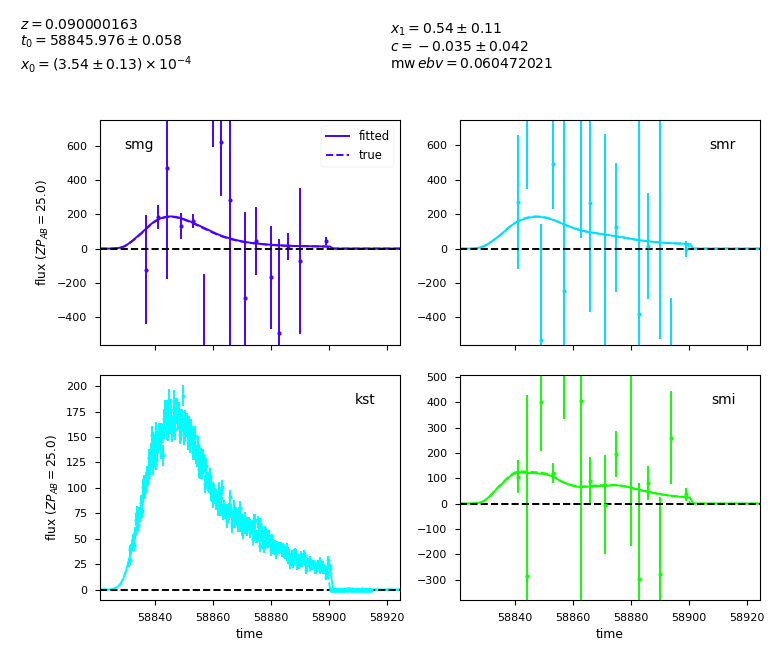 z = 0.090000163
t0 = 58845.976 ± 0.058
x0 = (3.54 ± 0.13) × 10^−4
x1 = 0.54 ± 0.11
c = −0.035 ± 0.042
mw ebv = 0.060472021
smg
fitted
true
600
400
200
0
−200
−400
flux (ZP_AB = 25.0)
smr
600
400
200
0
−200
−400
kst
200
175
150
125
100
75
50
25
0
flux (ZP_AB = 25.0)
58840 58860 58880 58900 58920
time
smi
500
400
300
200
100
0
−100
−200
−300
58840 58860 58880 58900 58920
time